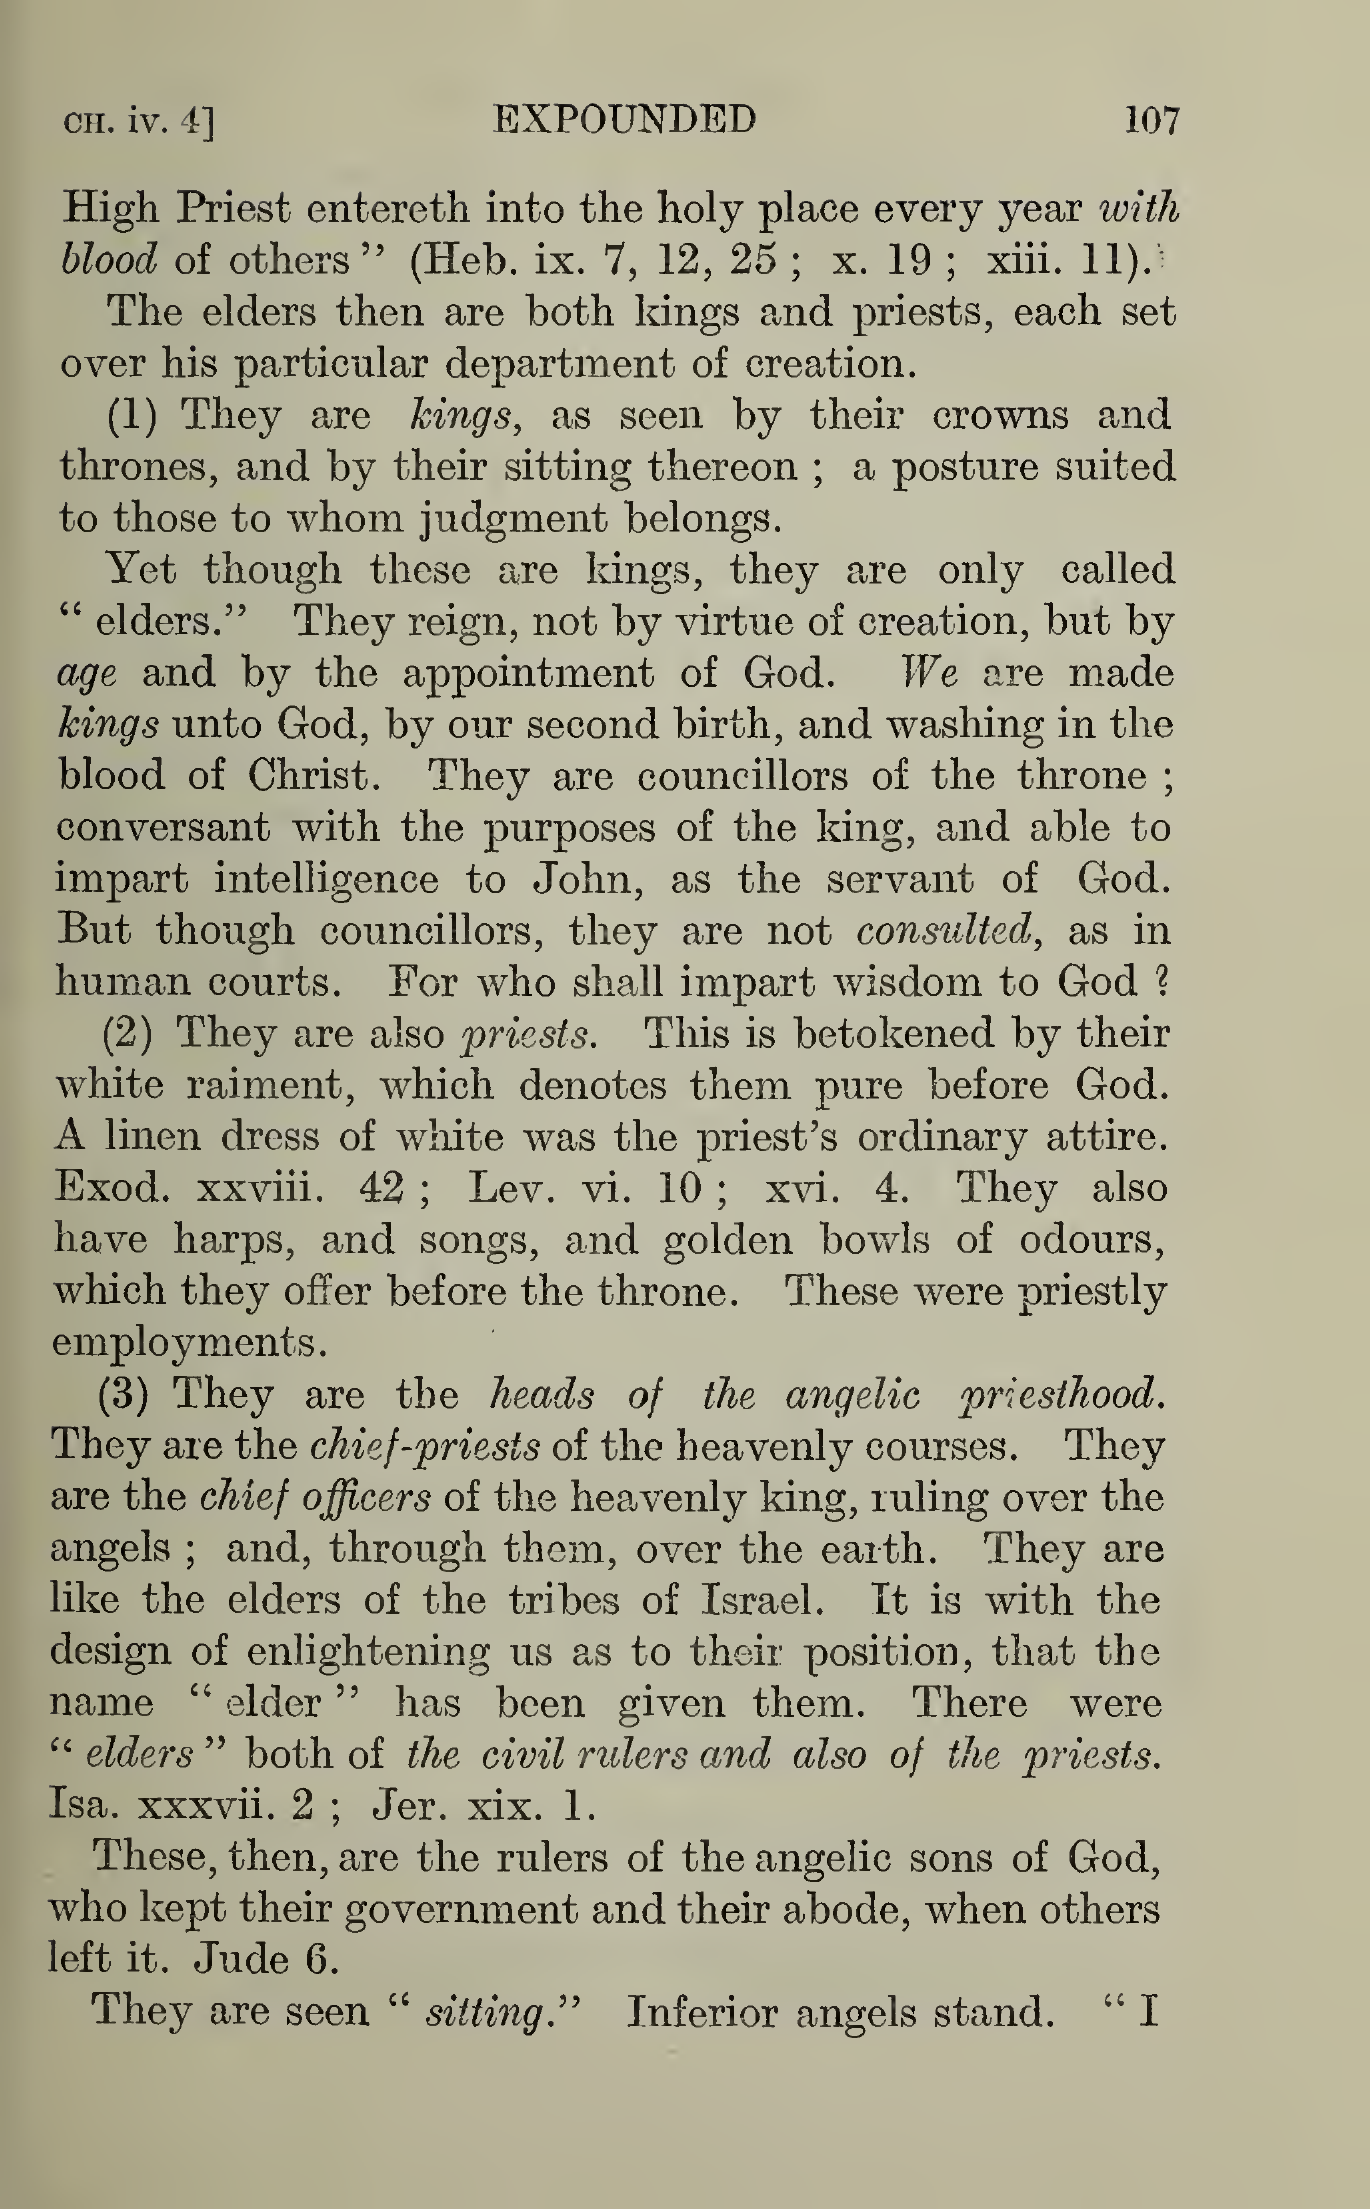 CH. iv. 4] EXPOUNDED 107
High Priest entereth into the holy place every year with
blood of others " (Heb. ix. 7, 12, 25 ; x. 19 ; xiii. 11).
The elders then are both kings and priests, each set
over his particular department of creation.
(1) They are kings, as seen by their crowns and
thrones, and by their sitting thereon ; a posture suited
to those to whom judgment belongs.
Yet though these are kings, they are only called
" elders." They reign, not by virtue of creation, but by
age and by the appointment of God. We are made
kings unto God, by our second birth, and washing in the
blood of Christ. They are councillors of the throne ;
conversant with the purposes of the king, and able to
impart intelligence to John, as the servant of God.
But though councillors, they are not consulted, as in
human courts. For who shall impart wisdom to God ?
(2) They are also priests. This is betokened by their
white raiment, which denotes them pure before God.
A linen dress of white was the priest's ordinary attire.
Exod. xxviii. 42 ; Lev. vi. 10 ; xvi. 4. They also
have harps, and songs, and golden bowls of odours,
which they offer before the throne. These were priestly
employments.
(3) They are the heads of the angelic priesthood.
They are the chief-priests of the heavenly courses. They
are the chief officers of the heavenly king, ruling over the
angels ; and, through them, over the earth. They are
like the elders of the tribes of Israel. It is with the
design of enlightening us as to their position, that the
name " elder " has been given them. There were
" elders " both of the civil rulers and also of the priests.
Isa. xxxvii. 2 ; Jer. xix. 1.
These, then, are the rulers of the angelic sons of God,
who kept their government and their abode, when others
left it. Jude 6.
They are seen " sitting." Inferior angels stand. " I